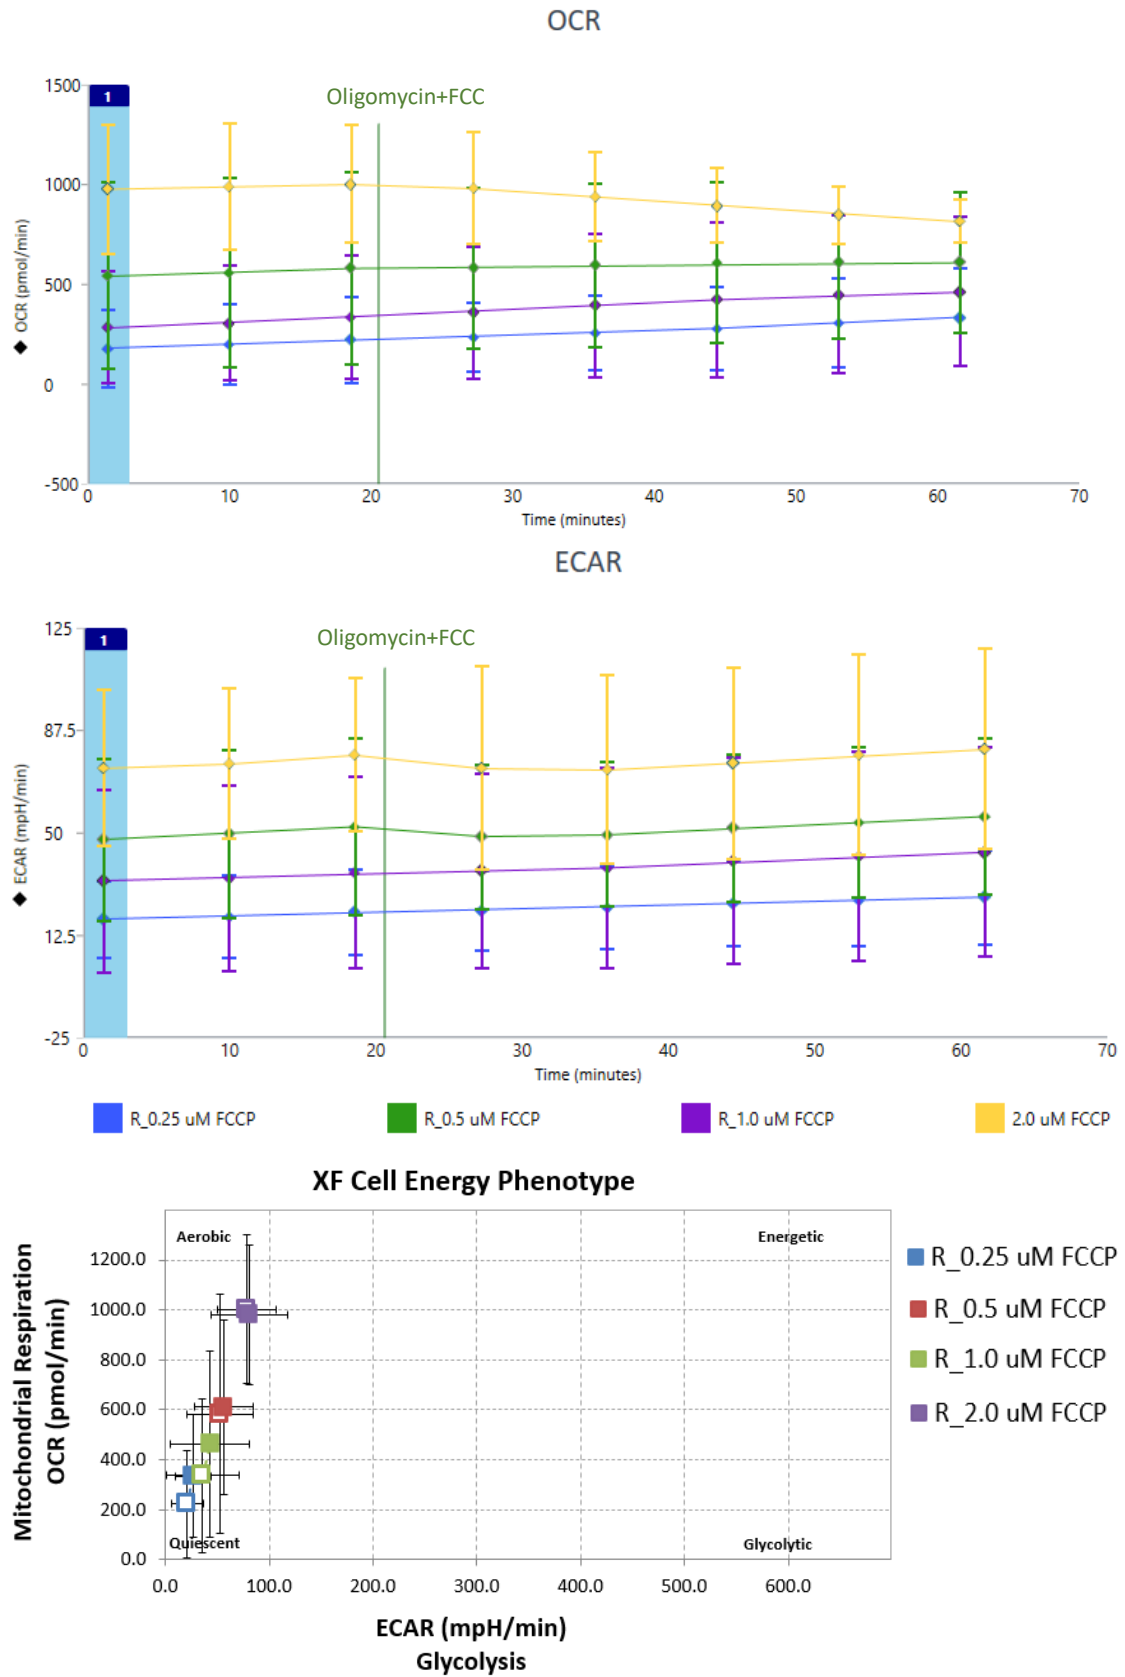 OCR
1500
1
Oligomycin+FCC
1000
500
0
-500
◆ OCR (pmol/min)
0 10 20 30 40 50 60 70
Time (minutes)
ECAR
125
1
Oligomycin+FCC
87.5
50
12.5
-25
◆ ECAR (mpH/min)
0 10 20 30 40 50 60 70
Time (minutes)
R_0.25 uM FCCP R_0.5 uM FCCP R_1.0 uM FCCP 2.0 uM FCCP
XF Cell Energy Phenotype
Aerobic Energetic
1200.0
1000.0
800.0
600.0
400.0
200.0
0.0
Quiescent Glycolytic
Mitochondrial Respiration
OCR (pmol/min)
0.0 100.0 200.0 300.0 400.0 500.0 600.0
ECAR (mpH/min)
Glycolysis
R_0.25 uM FCCP
R_0.5 uM FCCP
R_1.0 uM FCCP
R_2.0 uM FCCP